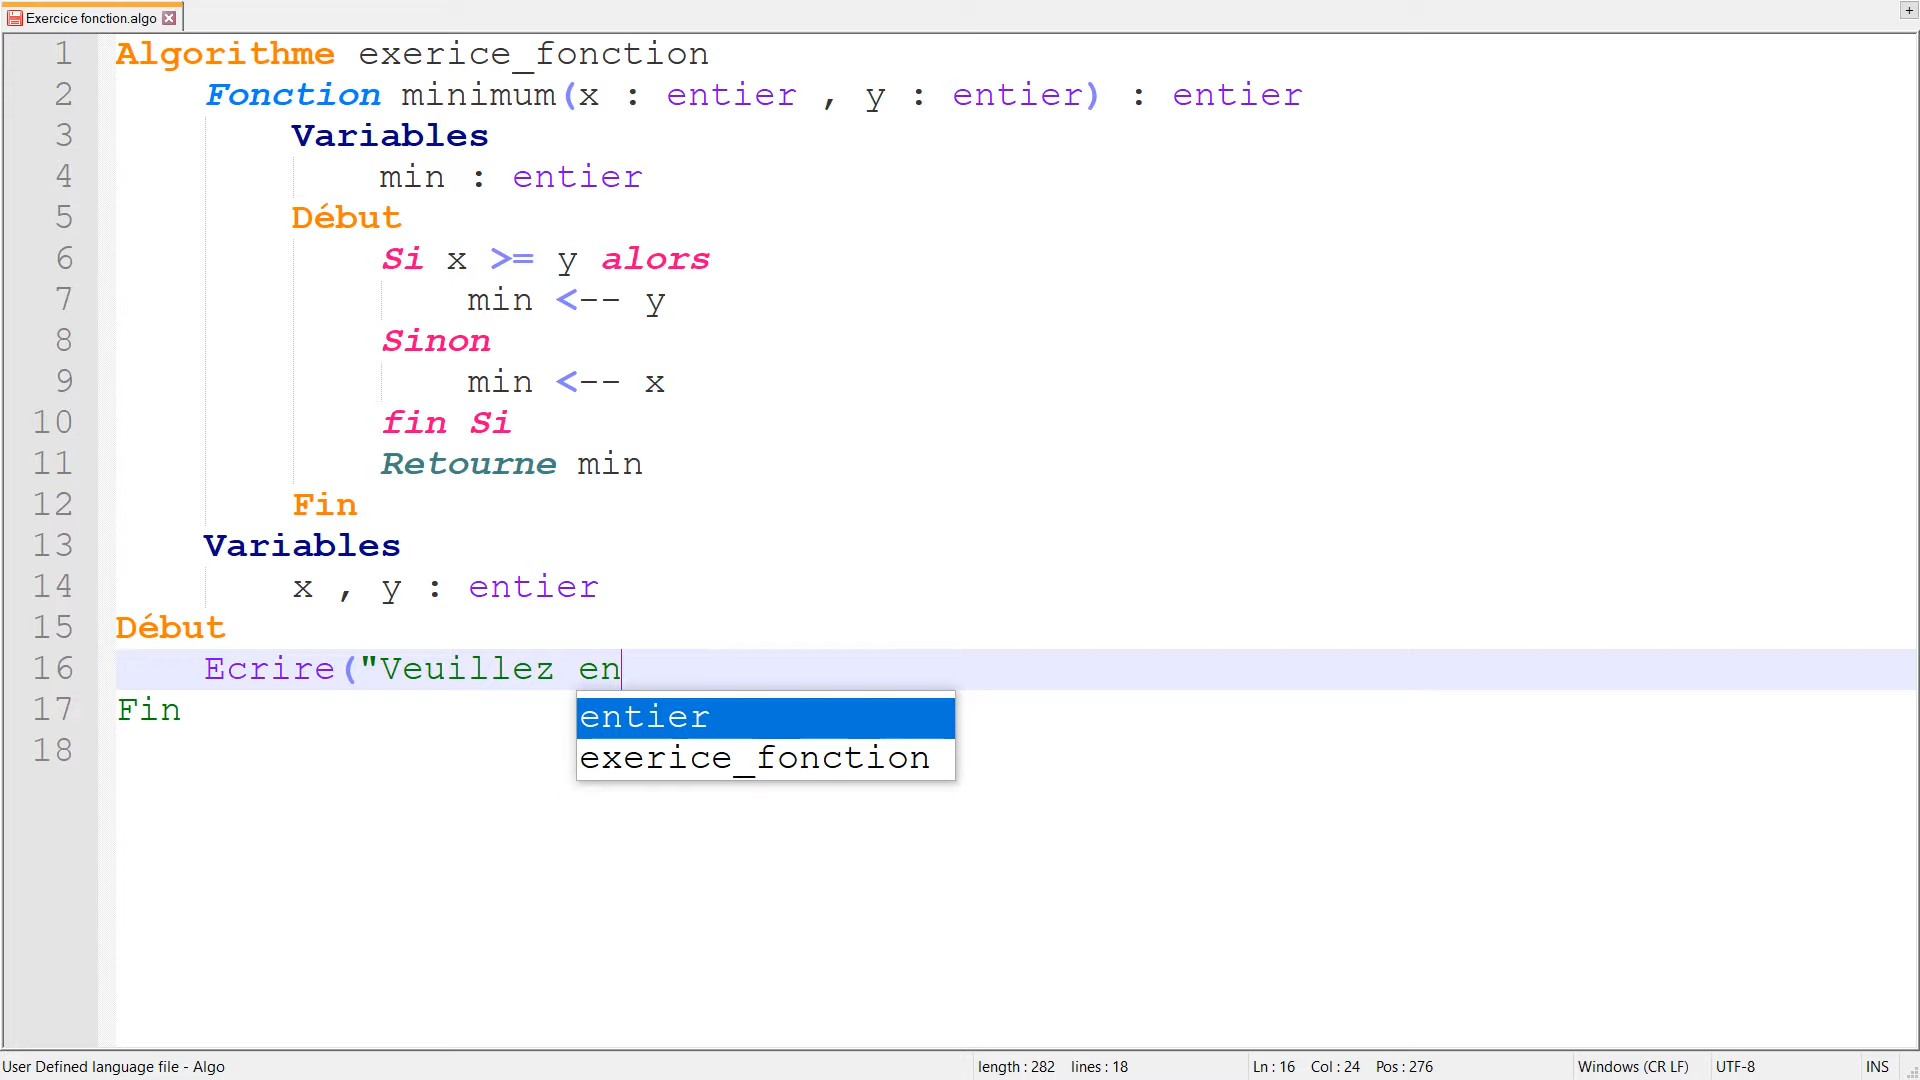 Exercice fonction.algo
+
1 Algorithme exerice_fonction
2 Fonction minimum(x : entier , y : entier) : entier
3 Variables
4 min : entier
5 Début
6 Si x >= y alors
7 min <-- y
8 Sinon
9 min <-- x
10 fin Si
11 Retourne min
12 Fin
13 Variables
14 x , y : entier
15 Début
16 Ecrire("Veuillez en
17 Fin
entier
18
exerice_fonction
User Defined language file - Algo length : 282 lines : 18 Ln : 16 Col : 24 Pos : 276 Windows (CR LF) UTF-8 INS